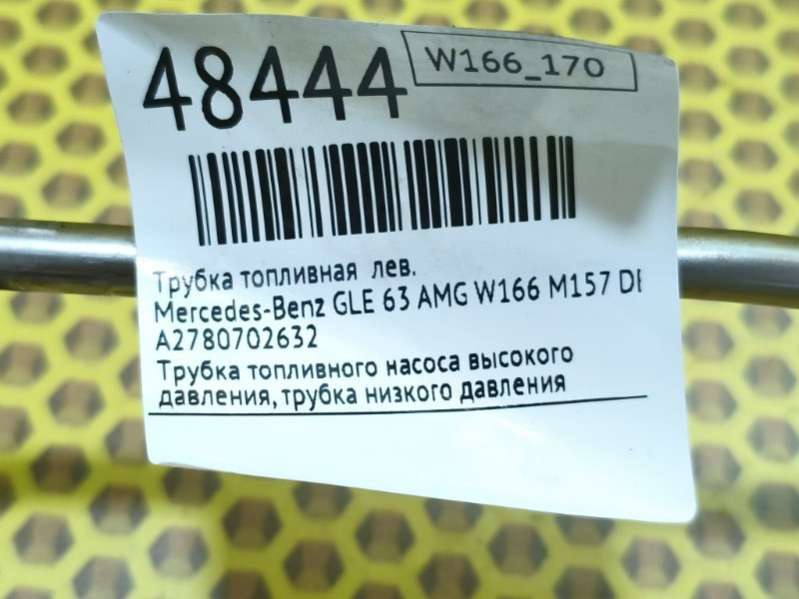 48444 W166_170
Трубка топливная лев.
Mercedes-Benz GLE 63 AMG W166 M157 DE
A2780702632
Трубка топливного насоса высокого
давления, трубка низкого давления